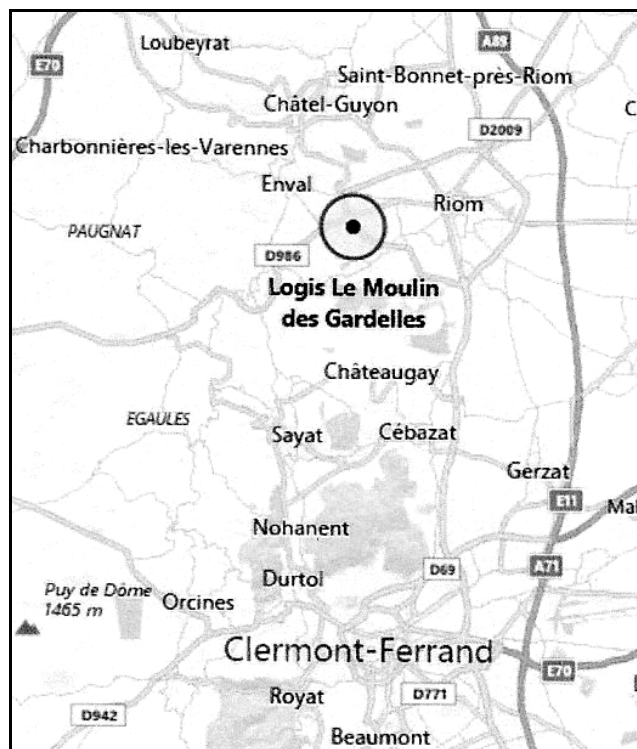 Loubeyrat
A89
E70
Saint-Bonnet-près-Riom
Châtel-Guyon
D2009
Charbonnières-les-Varennes
Enval
Riom
PAUGNAT
D986
Logis Le Moulin
des Gardelles
Châteaugay
EGAULES
Sayat
Cébazat
Gerzat
E11
Mal
Nohanent
A71
D69
Durtol
Puy de Dôme
1465 m
Orcines
Clermont-Ferrand
E70
Royat
D771
D942
Beaumont